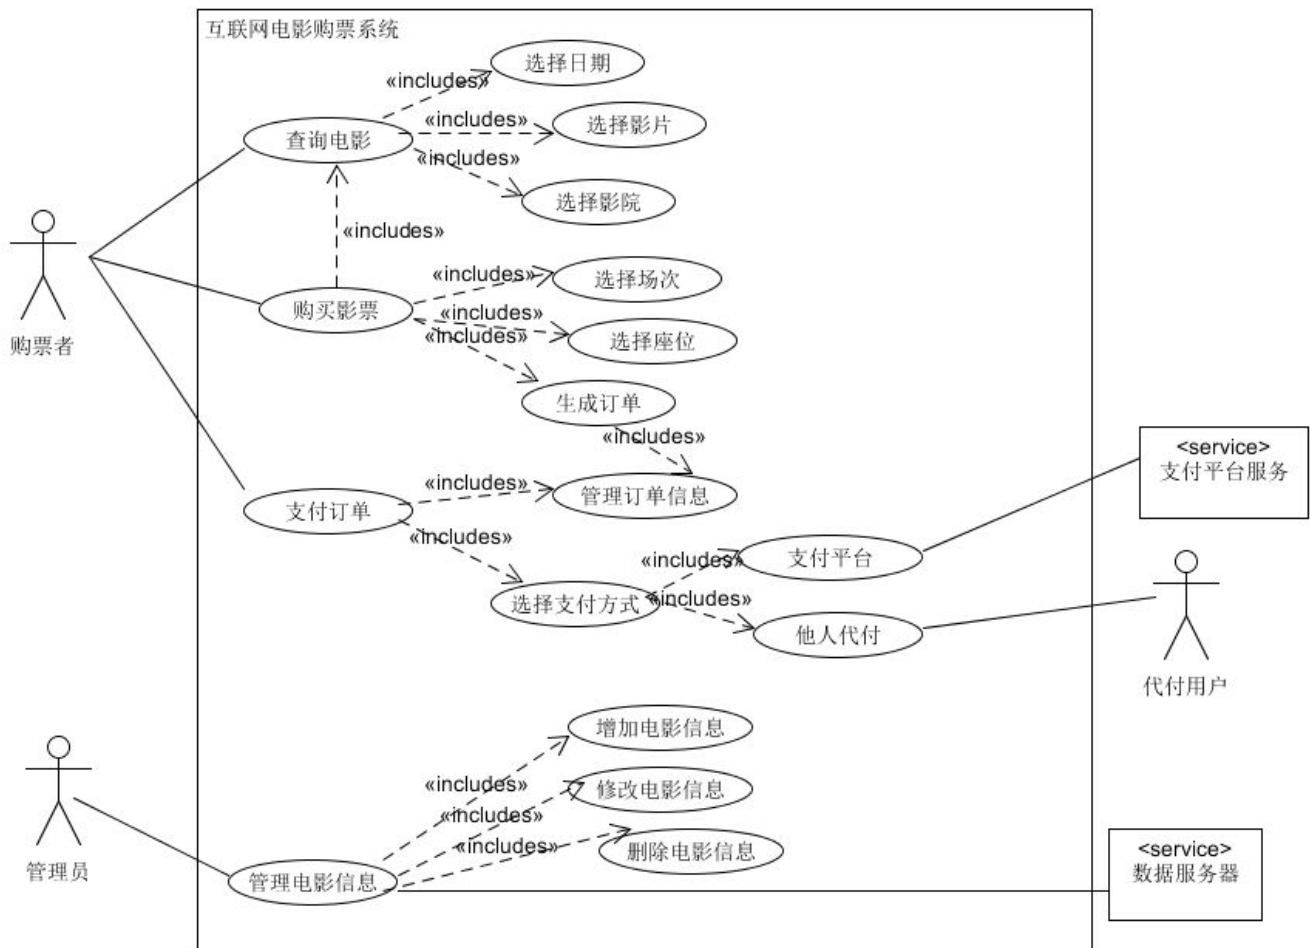 互联网电影购票系统
选择日期
«includes»
«includes»
选择影片
查询电影
«includes»
选择影院
«includes»
«includes»
选择场次
购买影票
«includes»
选择座位
«includes»
购票者
生成订单
«includes»
<service>
支付平台服务
«includes»
管理订单信息
支付订单
«includes»
«includes»
支付平台
选择支付方式
«includes»
他人代付
代付用户
增加电影信息
«includes»
修改电影信息
«includes»
«includes»
删除电影信息
<service>
数据服务器
管理员
管理电影信息